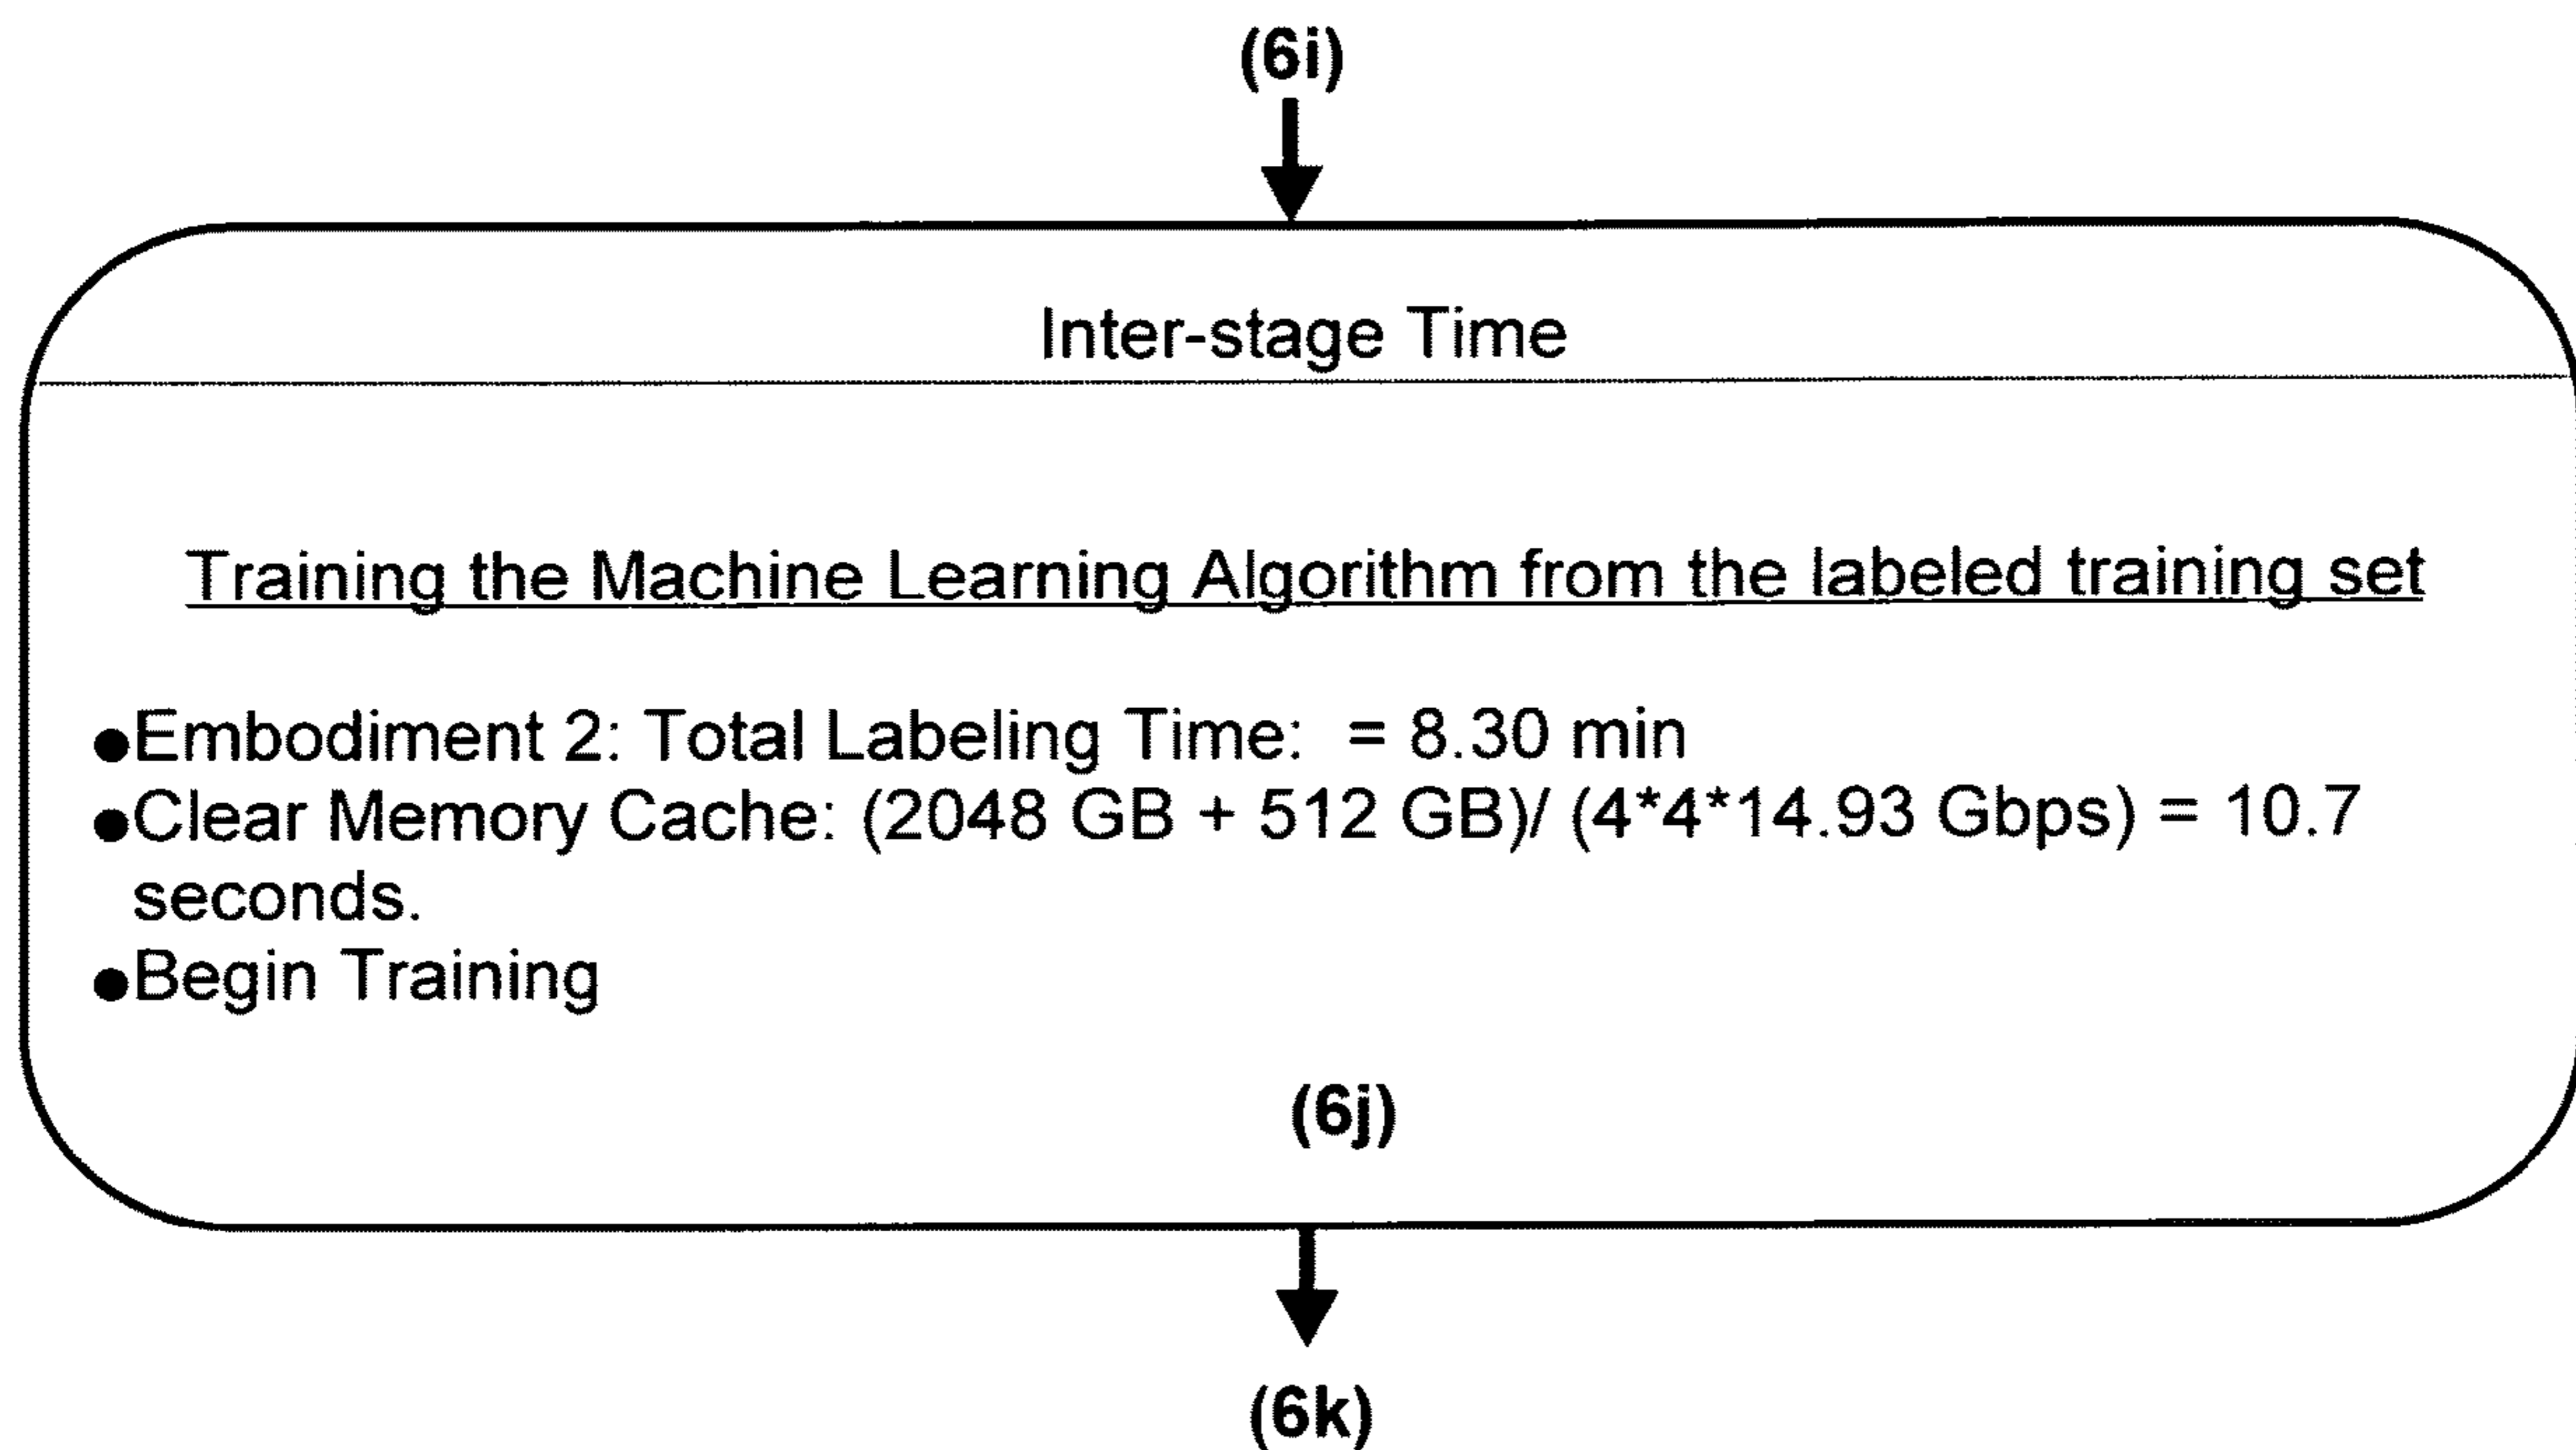 (6i)
Inter-stage Time
Training the Machine Learning Algorithm from the labeled training set
●Embodiment 2: Total Labeling Time:  = 8.30 min
●Clear Memory Cache: (2048 GB + 512 GB)/ (4*4*14.93 Gbps) = 10.7
seconds.
●Begin Training
(6j)
(6k)